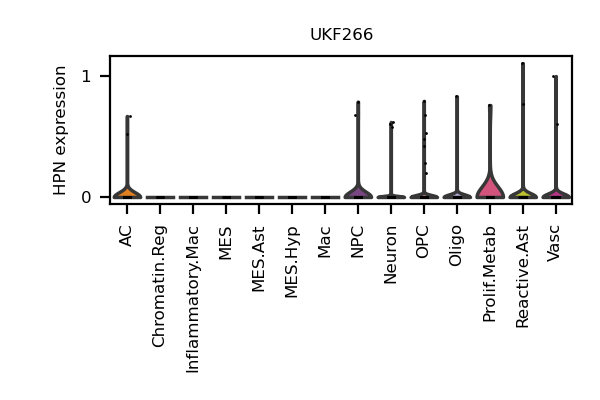 UKF266
HPN expression
1
0
AC
Chromatin.Reg
Inflammatory.Mac
MES
MES.Ast
MES.Hyp
Mac
NPC
Neuron
OPC
Oligo
Prolif.Metab
Reactive.Ast
Vasc